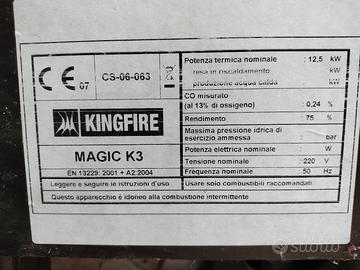 CE 07
CS-06-063
KINGFIRE
MAGIC K3
EN 13229: 2001 + A2:2004
Leggere e seguire le istruzioni d'uso
Potenza termica nominale : 12,5 kW
resa in riscaldamento : kW
produzione acqua calda : kW
CO misurato
(al 13% di ossigeno) : 0,24 %
Rendimento : 75 %
Massima pressione idrica di
esercizio ammessa : bar
Potenza elettrica nominale : W
Tensione nominale : 220 V
Frequenza nominale : 50 Hz
Usare solo combustibili raccomandati
Questo apparecchio è idoneo alla combustione intermittente
subito